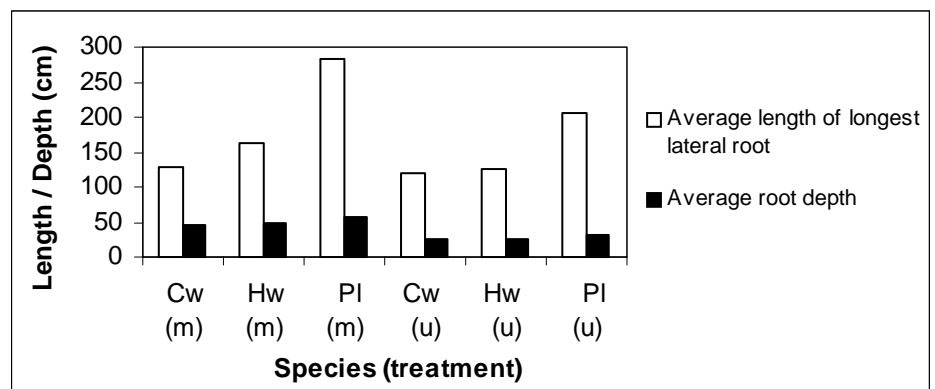 Length / Depth (cm)
300
250
200
150
100
50
0
Cw Hw Pl Cw Hw Pl
(m) (m) (m) (u) (u) (u)
Species (treatment)
Average length of longest
lateral root
Average root depth